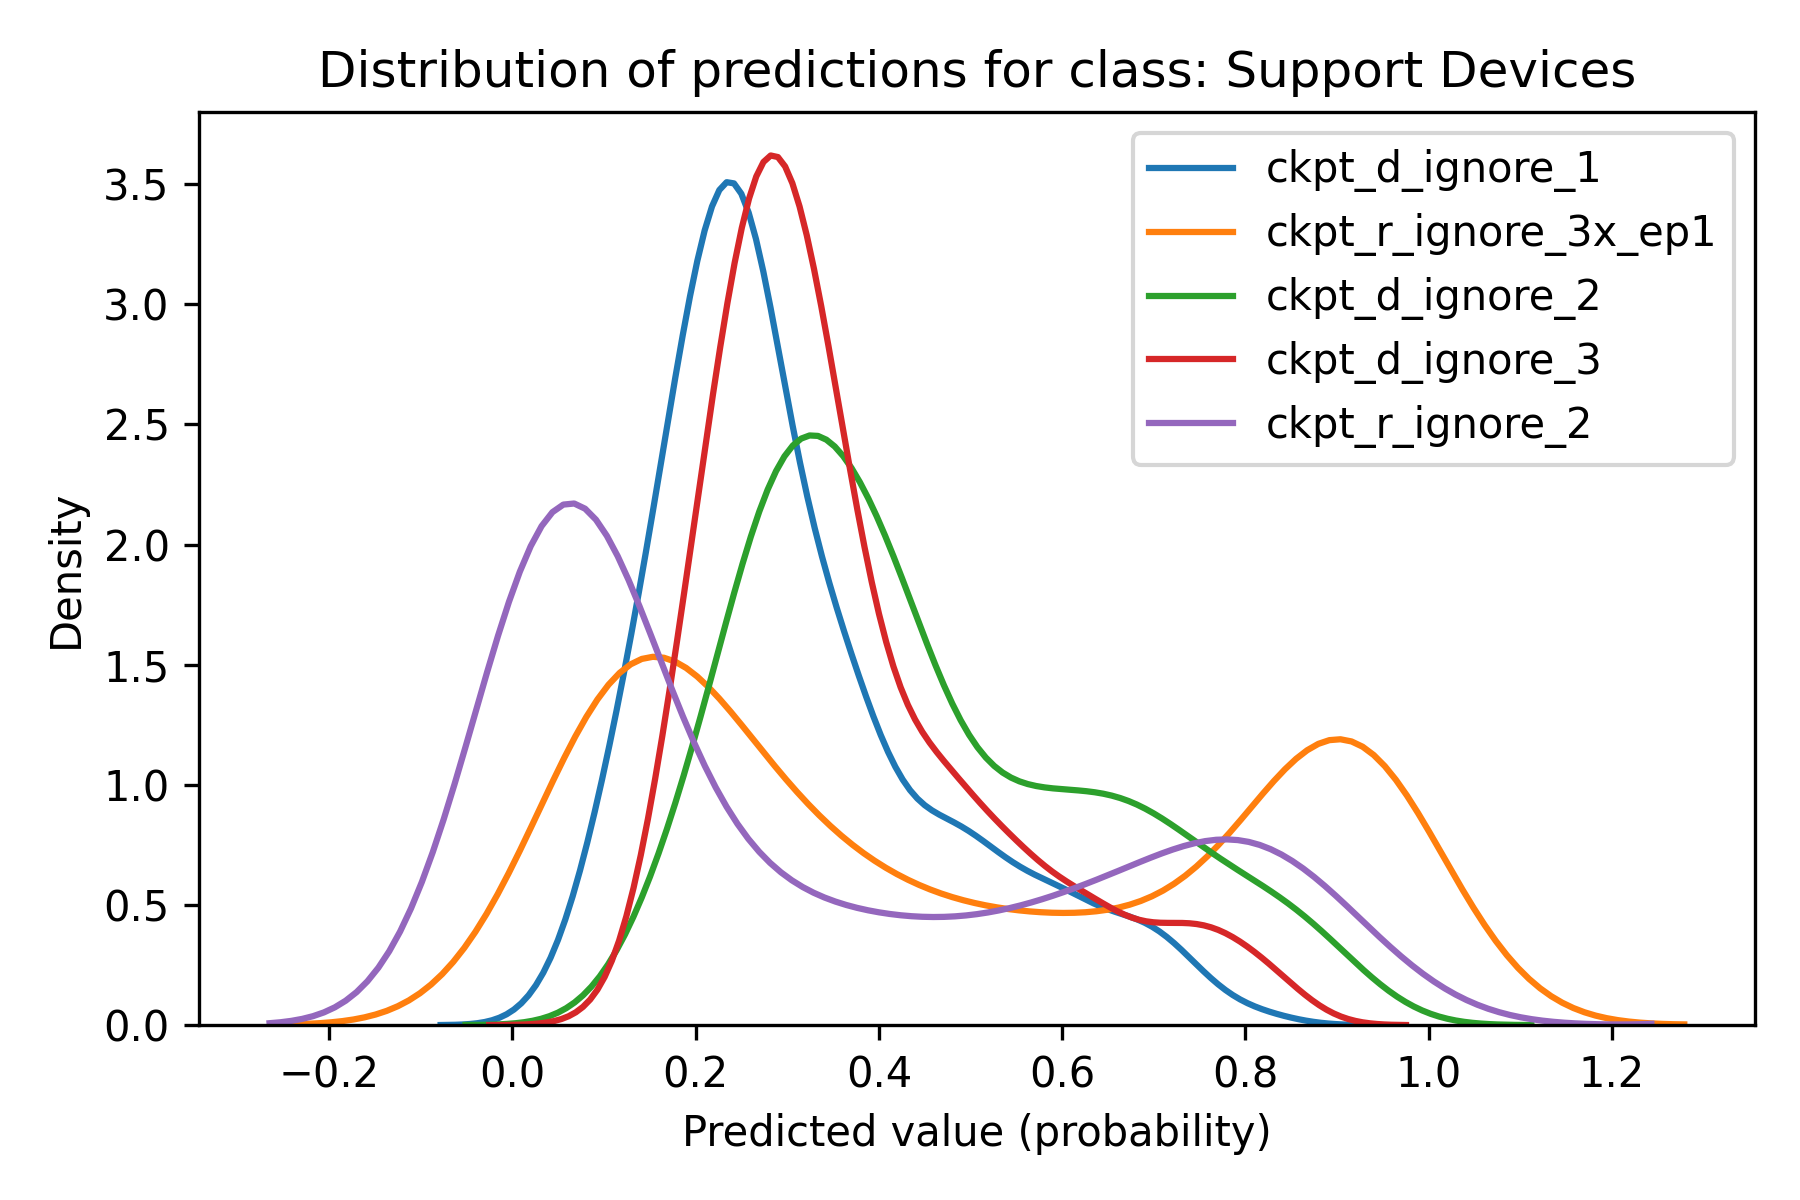 Distribution of predictions for class: Support Devices
ckpt_d_ignore_1
ckpt_r_ignore_3x_ep1
ckpt_d_ignore_2
ckpt_d_ignore_3
ckpt_r_ignore_2
Density
3.5
3.0
2.5
2.0
1.5
1.0
0.5
0.0
−0.2 0.0 0.2 0.4 0.6 0.8 1.0 1.2
Predicted value (probability)